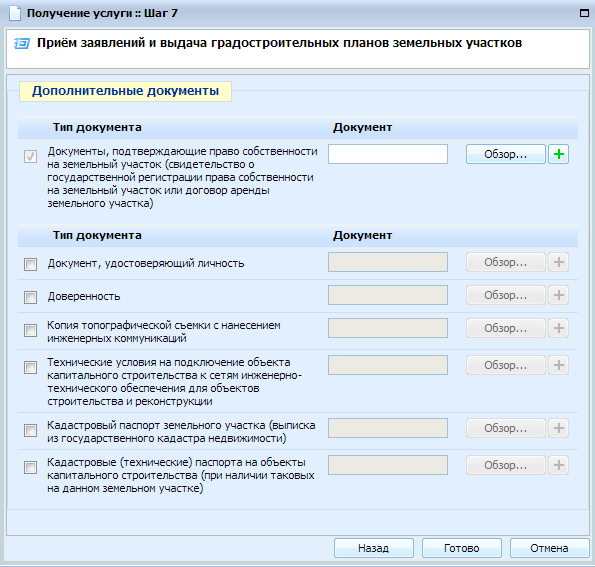 Получение услуги :: Шаг 7
Приём заявлений и выдача градостроительных планов земельных участков
Дополнительные документы
Тип документа Документ
Документы, подтверждающие право собственности
на земельный участок (свидетельство о
государственной регистрации права собственности
на земельный участок или договор аренды
земельного участка)
Обзор... +
Тип документа Документ
Документ, удостоверяющий личность Обзор... +
Доверенность Обзор... +
Копия топографической съемки с нанесением
инженерных коммуникаций
Обзор... +
Технические условия на подключение объекта
капитального строительства к сетям инженерно-
технического обеспечения для объектов
строительства и реконструкции
Обзор... +
Кадастровый паспорт земельного участка (выписка
из государственного кадастра недвижимости)
Обзор... +
Кадастровые (технические) паспорта на объекты
капитального строительства (при наличии таковых
на данном земельном участке)
Обзор... +
Назад Готово Отмена